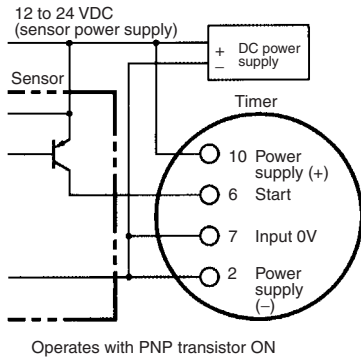 12 to 24 VDC
(sensor power supply)
+ DC power
− supply
Sensor
Timer
10 Power
supply (+)
6 Start
7 Input 0V
2 Power
supply
(−)
Operates with PNP transistor ON